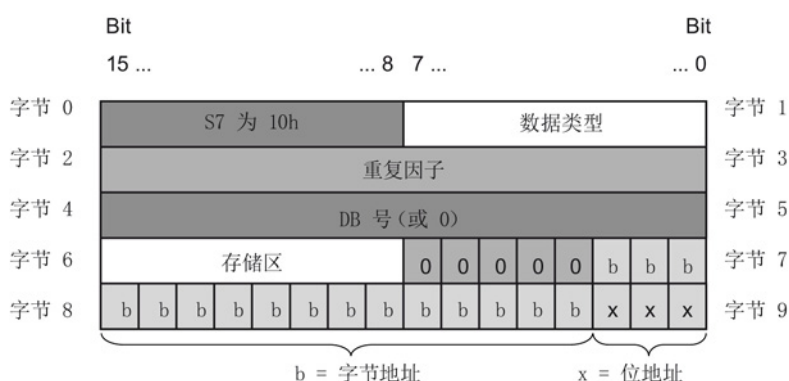 Bit Bit
15 ... ... 8 7 ... ... 0
字节 0 S7 为 10h 数据类型 字节 1
字节 2 重复因子 字节 3
字节 4 DB 号(或 0) 字节 5
字节 6 存储区 0 0 0 0 0 b b b 字节 7
字节 8 b b b b b b b b b b b b b x x x 字节 9
b = 字节地址 x = 位地址